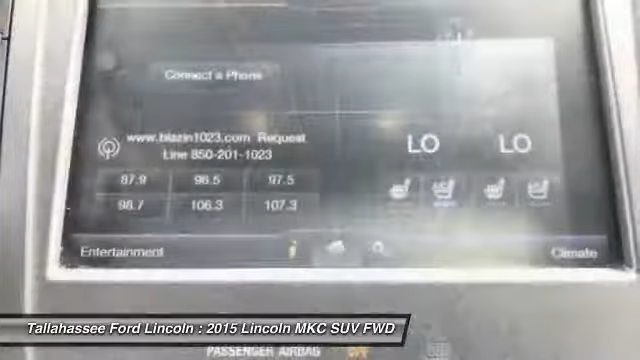 Connect a Phone
www.blazin1023.com Request
Line 850-201-1023
LO LO
87.9 96.5 97.5
98.7 106.3 107.3
Entertainment Climate
Tallahassee Ford Lincoln : 2015 Lincoln MKC SUV FWD
PASSENGER AIRBAG OFF